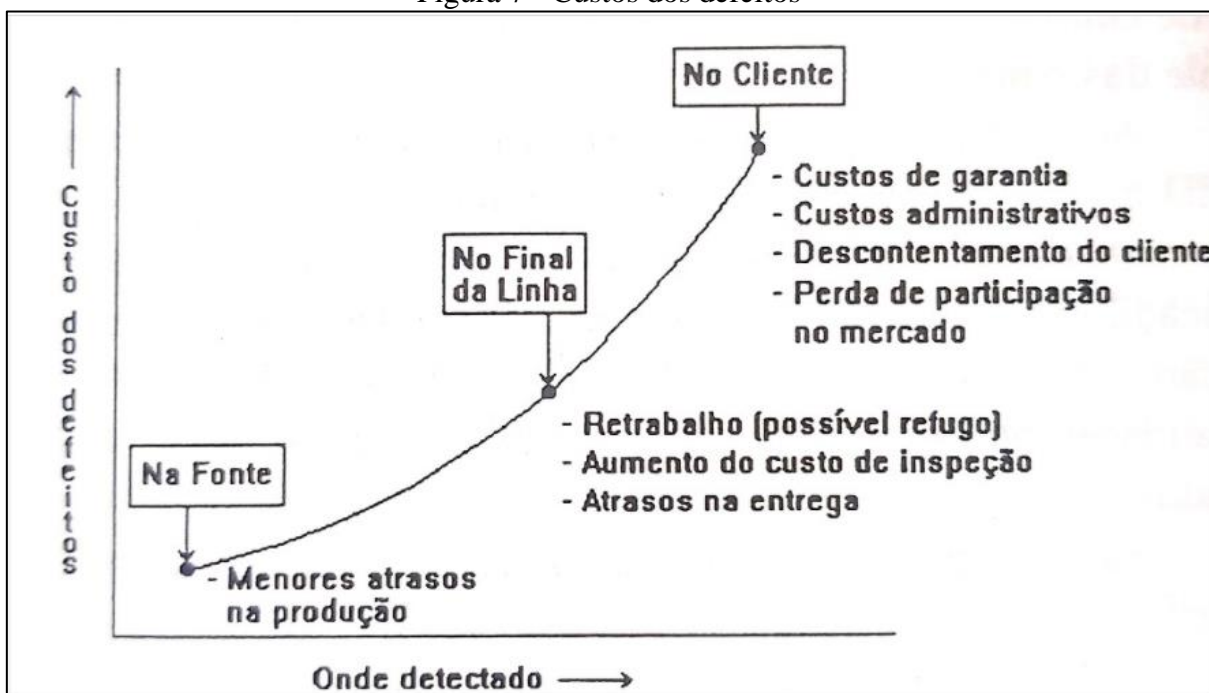 No Cliente
- Custos de garantia
- Custos administrativos
- Descontentamento do cliente
- Perda de participação
no mercado
No Final
da Linha
- Retrabalho (possível refugo)
- Aumento do custo de inspeção
- Atrasos na entrega
Na Fonte
- Menores atrasos
na produção
Custo dos defeitos
Onde detectado